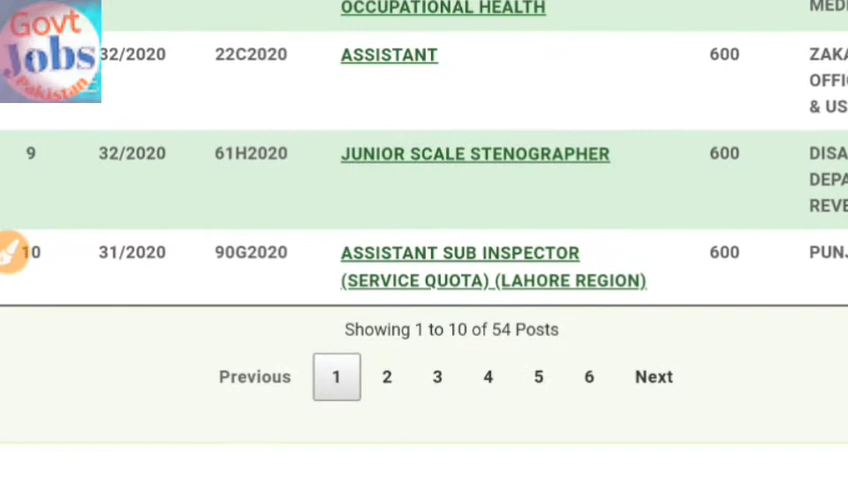 Govt
Jobs
Pakistan
OCCUPATIONAL HEALTH
32/2020 22C2020 ASSISTANT 600
& US
9 32/2020 61H2020 JUNIOR SCALE STENOGRAPHER 600
10 31/2020 90G2020 ASSISTANT SUB INSPECTOR 600 PUNJ
(SERVICE QUOTA) (LAHORE REGION)
Showing 1 to 10 of 54 Posts
Previous 1 2 3 4 5 6 Next